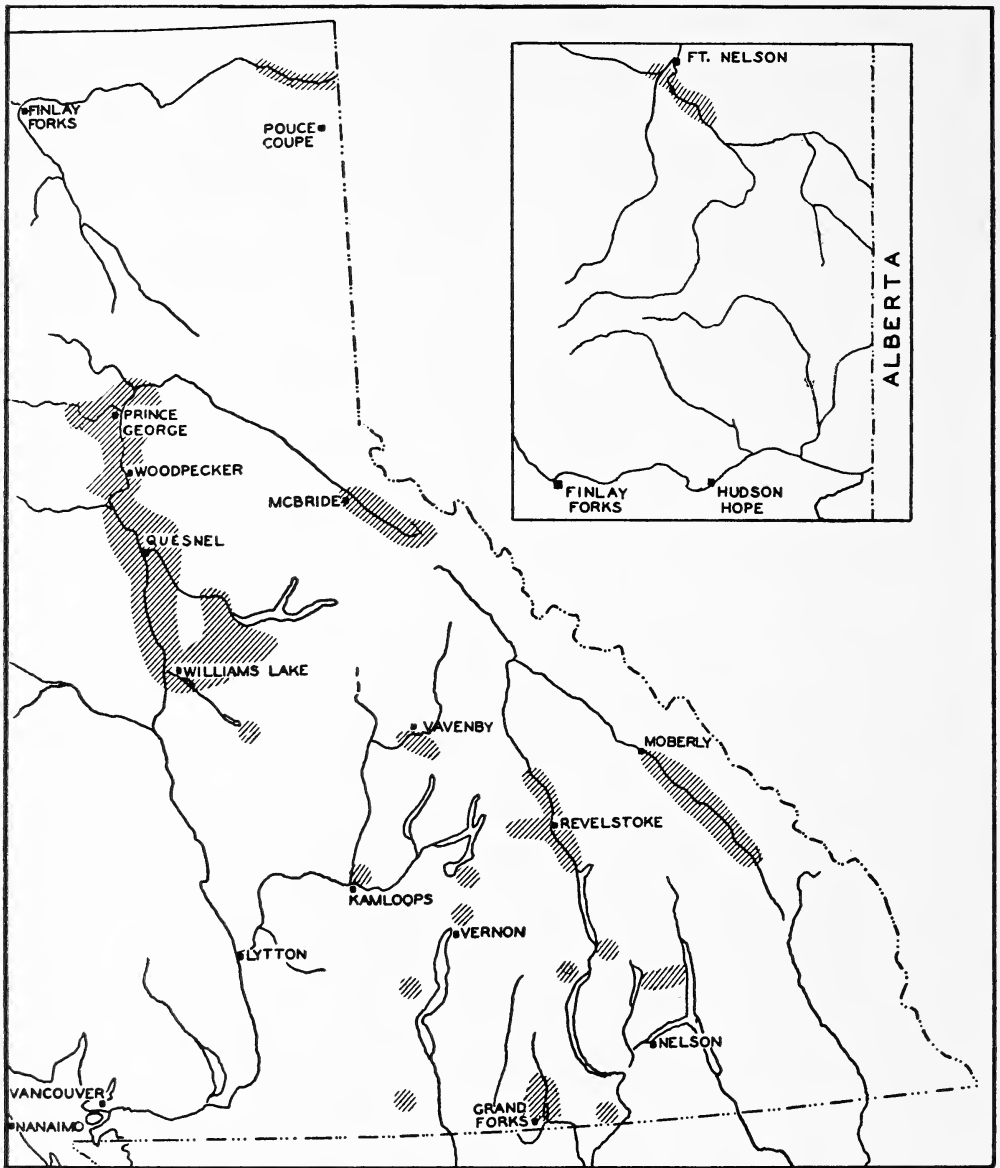 FINLAY
FORKS
POUCE
COUPE
FT. NELSON
ALBERTA
FINLAY
FORKS
HUDSON
HOPE
PRINCE
GEORGE
WOODPECKER
MCBRIDE
QUESNEL
WILLIAMS LAKE
VAVENBY
MOBERLY
REVELSTOKE
KAMLOOPS
VERNON
LYTTON
NELSON
VANCOUVER
NANAIMO
GRAND
FORKS